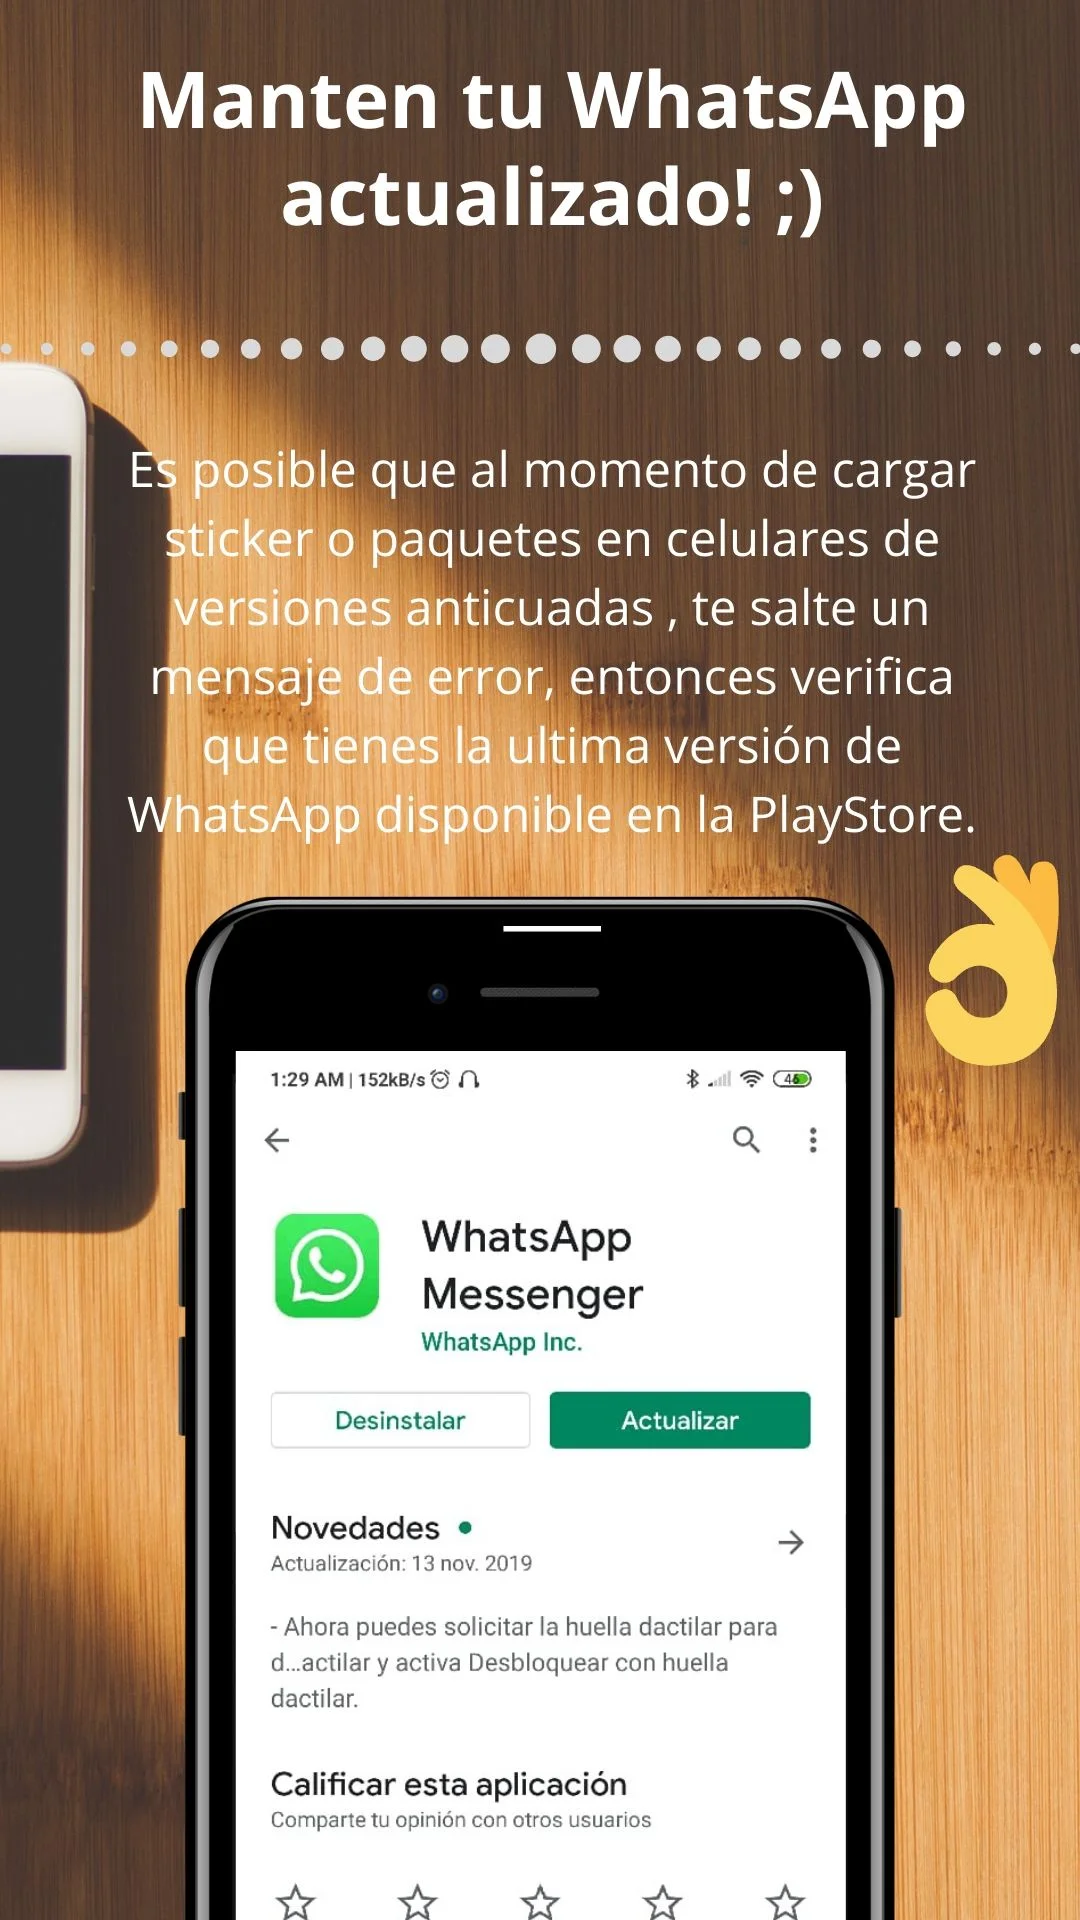 Manten tu WhatsApp
actualizado! ;)
Es posible que al momento de cargar
sticker o paquetes en celulares de
versiones anticuadas , te salte un
mensaje de error, entonces verifica
que tienes la ultima versión de
WhatsApp disponible en la PlayStore.
1:29 AM | 152kB/s
46
WhatsApp
Messenger
WhatsApp Inc.
Desinstalar
Actualizar
Novedades
Actualización: 13 nov. 2019
- Ahora puedes solicitar la huella dactilar para
d...actilar y activa Desbloquear con huella
dactilar.
Calificar esta aplicación
Comparte tu opinión con otros usuarios